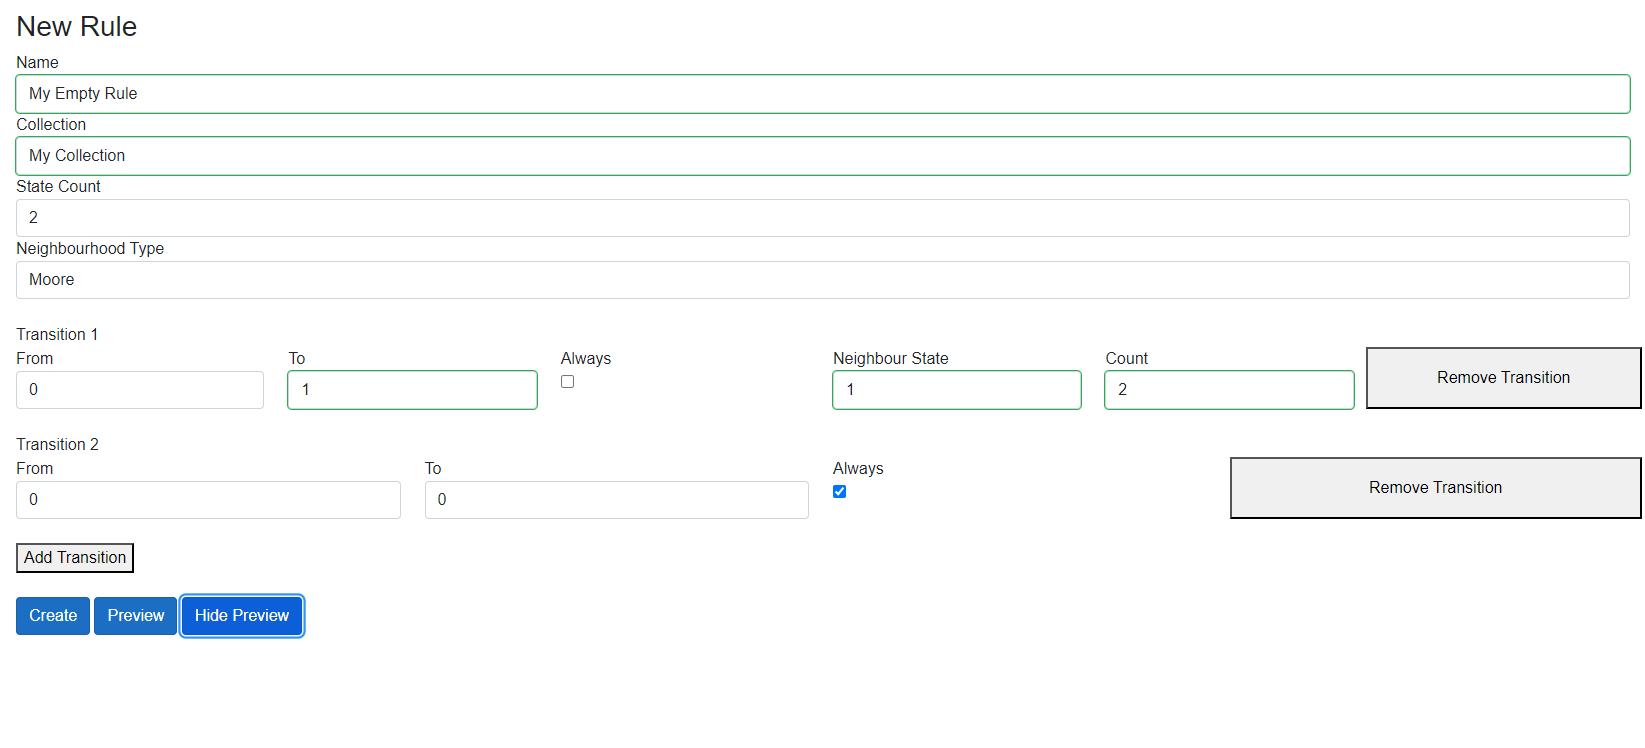 New Rule
Name
My Empty Rule
Collection
My Collection
State Count
2
Neighbourhood Type
Moore
Transition 1
From To Always Neighbour State Count
0 1 1 2 Remove Transition
Transition 2
From To Always
0 0 Remove Transition
Add Transition
Create Preview Hide Preview